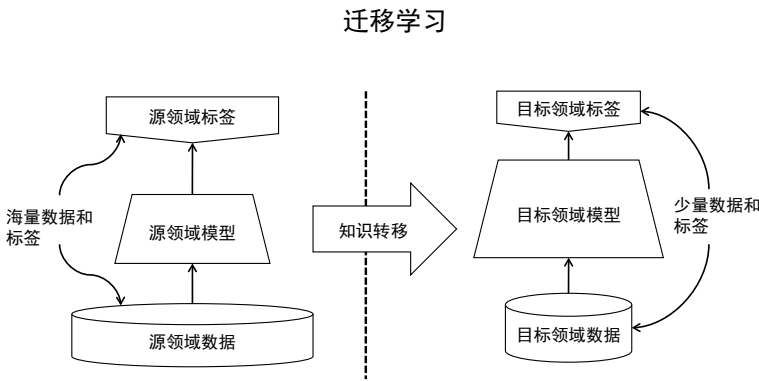 迁移学习
源领域标签
海量数据和
标签
源领域模型
源领域数据
知识转移
目标领域标签
目标领域模型
少量数据和
标签
目标领域数据